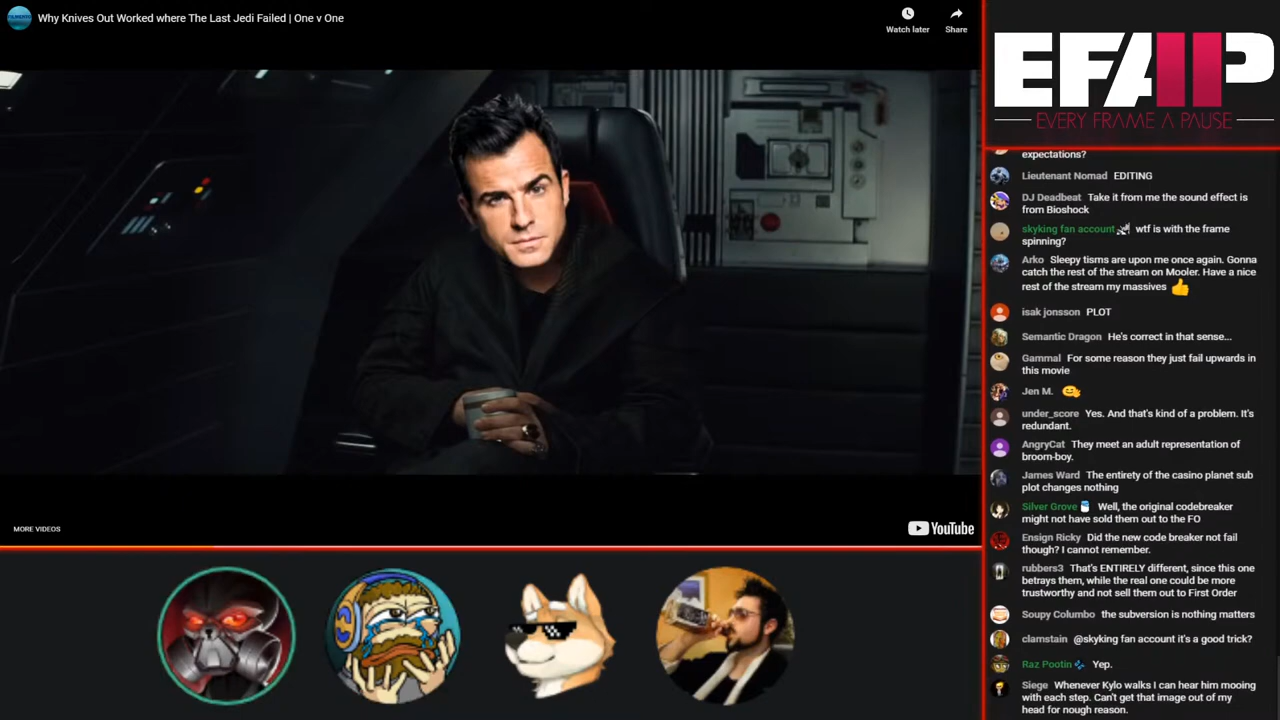 Why Knives Out Worked where The Last Jedi Failed | One v One
Watch later
Share
MORE VIDEOS
YouTube
EFAP
EVERY FRAME A PAUSE
expectations?
Lieutenant Nomad EDITING
DJ Deadbeat Take it from me the sound effect is
from Bioshock
skyking fan account wtf is with the frame
spinning?
Arko Sleepy tisms are upon me once again. Gonna
catch the rest of the stream on Mooler. Have a nice
rest of the stream my massives
isak jonsson PLOT
Semantic Dragon He's correct in that sense...
Gammal For some reason they just fail upwards in
this movie
Jen M.
under_score Yes. And that's kind of a problem. It's
redundant.
AngryCat They meet an adult representation of
broom-boy.
James Ward The entirety of the casino planet sub
plot changes nothing
Silver Grove Well, the original codebreaker
might not have sold them out to the FO
Ensign Ricky Did the new code breaker not fail
though? I cannot remember.
rubbers3 That's ENTIRELY different, since this one
betrays them, while the real one could be more
trustworthy and not sell them out to First Order
Soupy Columbo the subversion is nothing matters
clamstain @skyking fan account it's a good trick?
Raz Pootin Yep.
Siege Whenever Kylo walks I can hear him mooing
with each step. Can't get that image out of my
head for nough reason.